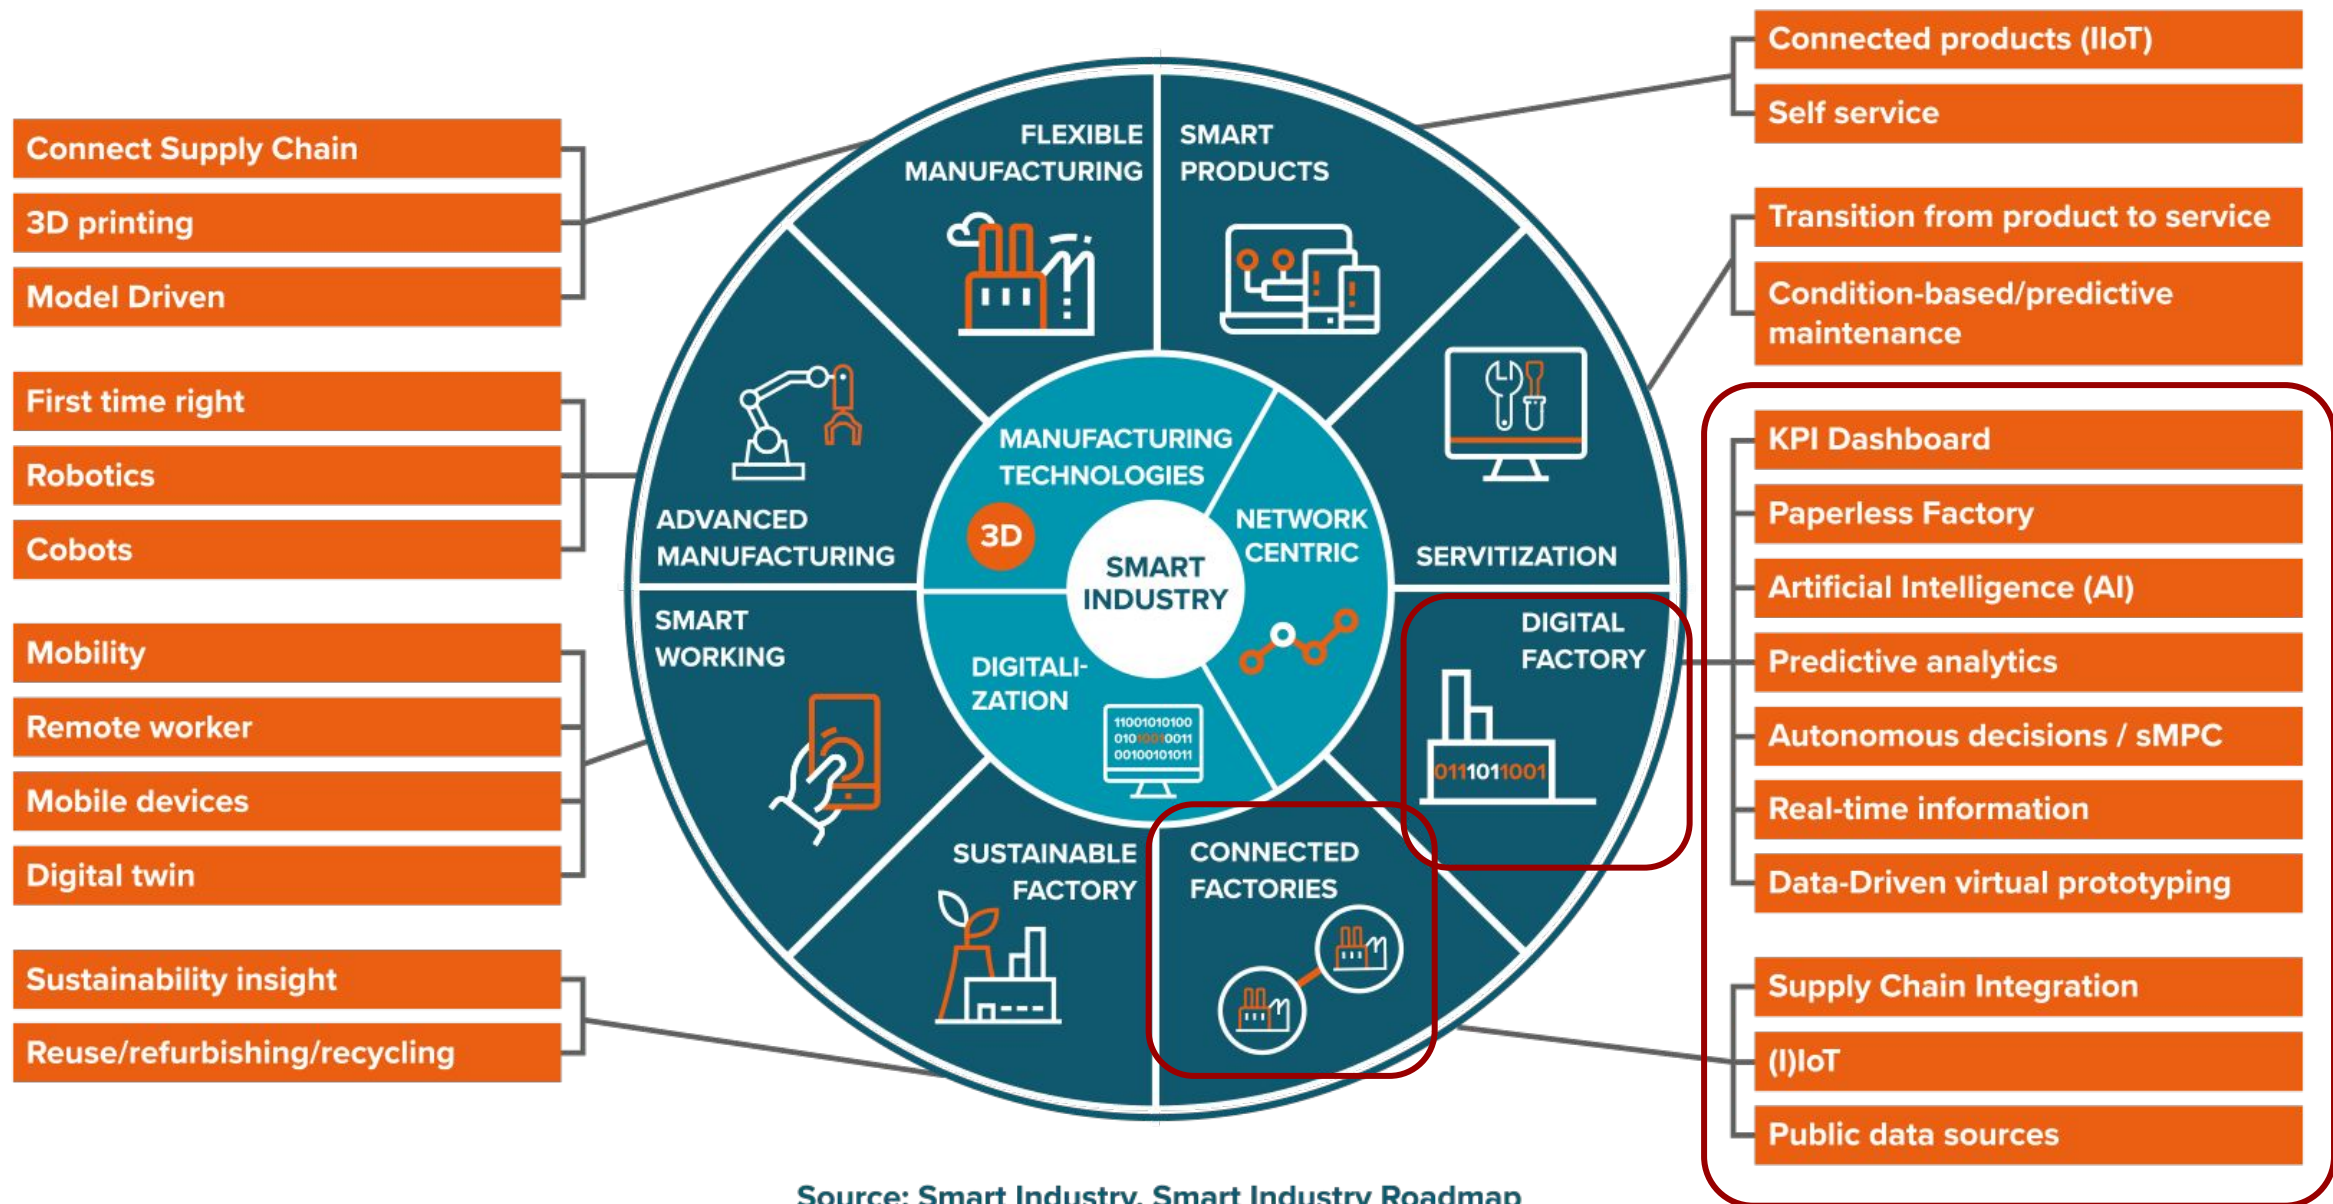 Connect Supply Chain
3D printing
Model Driven
First time right
Robotics
Cobots
Mobility
Remote worker
Mobile devices
Digital twin
Sustainability insight
Reuse/refurbishing/recycling
FLEXIBLE
MANUFACTURING
SMART
PRODUCTS
ADVANCED
MANUFACTURING
SERVITIZATION
SMART
WORKING
DIGITAL
FACTORY
0111011001
SUSTAINABLE
FACTORY
CONNECTED
FACTORIES
MANUFACTURING
TECHNOLOGIES
3D
NETWORK
CENTRIC
SMART
INDUSTRY
DIGITALI-
ZATION
11001010100
01010010011
00100101011
Connected products (IIoT)
Self service
Transition from product to service
Condition-based/predictive
maintenance
KPI Dashboard
Paperless Factory
Artificial Intelligence (AI)
Predictive analytics
Autonomous decisions / sMPC
Real-time information
Data-Driven virtual prototyping
Supply Chain Integration
(I)IoT
Public data sources
Source: Smart Industry, Smart Industry Roadmap